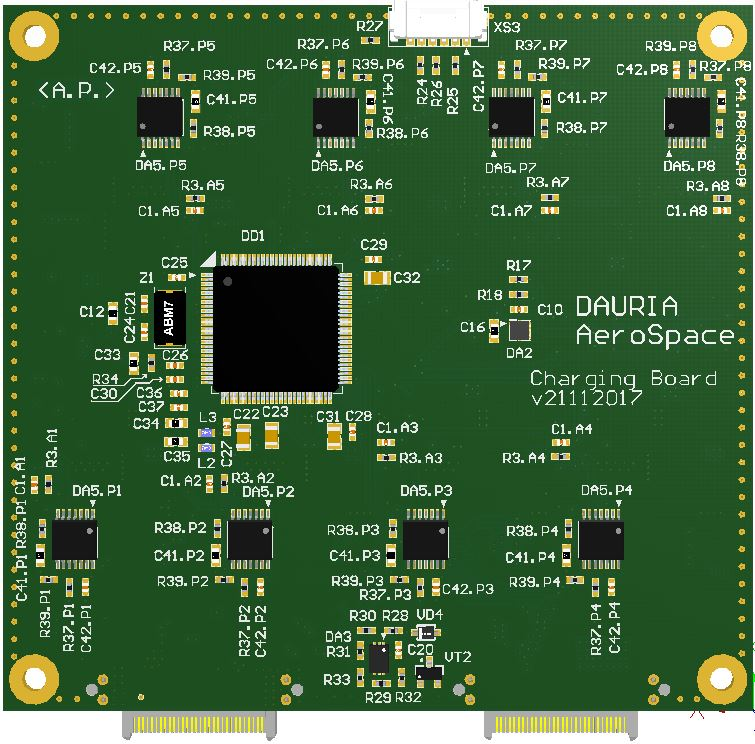 XS3
R27
R37.P5
C42.P5
R39.P5
C41.P5
R38.P5
DA5.P5
R37.P6
C42.P6
R39.P6
C41.P6
R38.P6
DA5.P6
R24
R26
R25
C42.P7
R37.P7
R39.P7
C41.P7
R38.P7
DA5.P7
R39.P8
C42.P8
R37.P8
C41.P8
R38.P8
DA5.P8
<A.P.>
R3.A5
C1.A5
R3.A6
C1.A6
R3.A7
C1.A7
R3.A8
C1.A8
DD1
C25
Z1
C29
C32
C21
C12
C24
ABM7
C33
C26
R34
C30
C36
C37
C34
C35
L3
L2
C27
C22
C23
C31
C28
R17
R18
C10
C16
DA2
DAURIA
AeroSpace
Charging Board
v21112017
C1.A3
R3.A3
C1.A4
R3.A4
R3.A1
C1.A1
C1.A2
R3.A2
DA5.P1
R38.P1
C41.P1
R39.P1
R37.P1
C42.P1
DA5.P2
R38.P2
C41.P2
R39.P2
R37.P2
C42.P2
DA5.P3
R38.P3
C41.P3
R39.P3
R37.P3
C42.P3
DA5.P4
R38.P4
C41.P4
R39.P4
R37.P4
C42.P4
R30
R28
VD4
DA3
R31
C20
VT2
R33
R29
R32